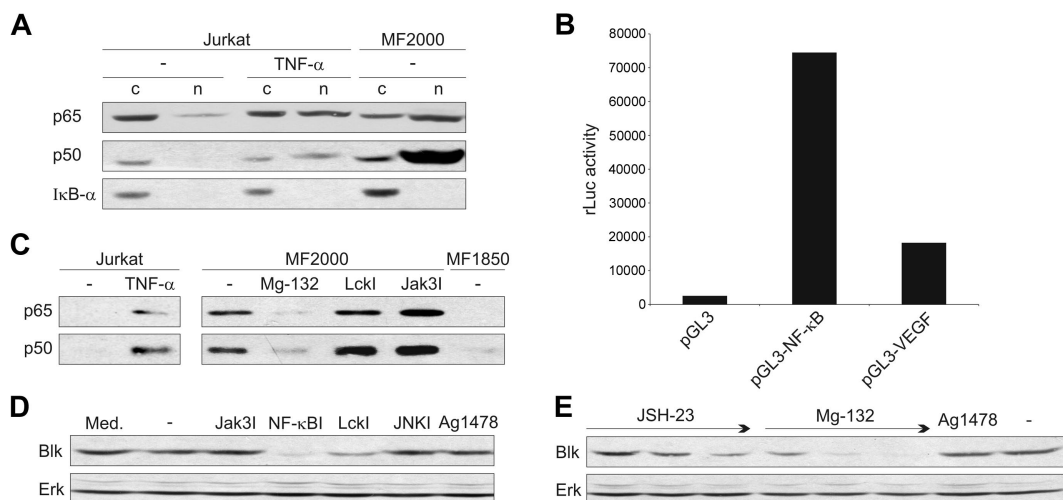 A
Jurkat MF2000
- TNF-α -
c n c n c n
p65
p50
IκB-α
B
80000
70000
60000
50000
40000
30000
20000
10000
0
rLuc activity
pGL3
pGL3-NF-κB
pGL3-VEGF
C
Jurkat MF2000 MF1850
- TNF-α - Mg-132 LckI Jak3I -
p65
p50
D
Med. - Jak3I NF-κBI LckI JNKI Ag1478
Blk
Erk
E
JSH-23 Mg-132 Ag1478 -
Blk
Erk